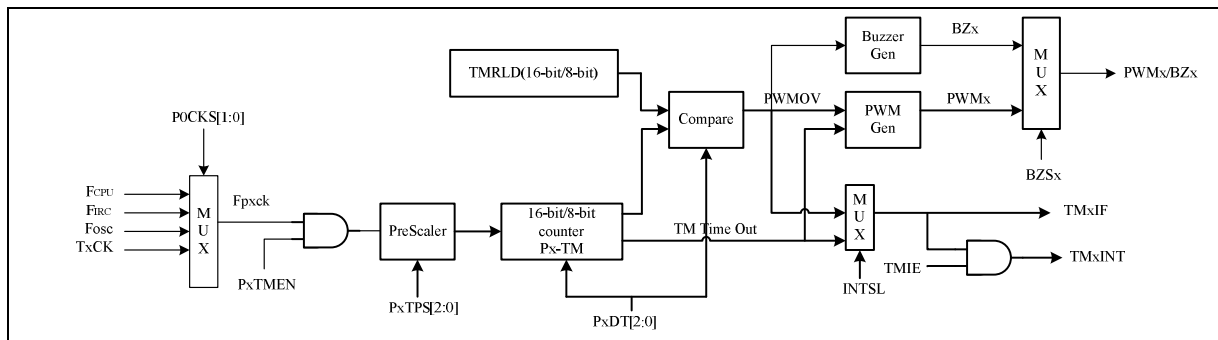 P0CKS[1:0]
FCPU
FIRC
Fosc
TxCK
M
U
X
Fpxck
PxTMEN
PreScaler
PxTPS[2:0]
TMRLD(16-bit/8-bit)
16-bit/8-bit
counter
Px-TM
PxDT[2:0]
Compare
PWMOV
TM Time Out
Buzzer
Gen
BZx
PWM
Gen
PWMx
M
U
X
BZSx
PWMx/BZx
M
U
X
INTSL
TMIE
TMxIF
TMxINT